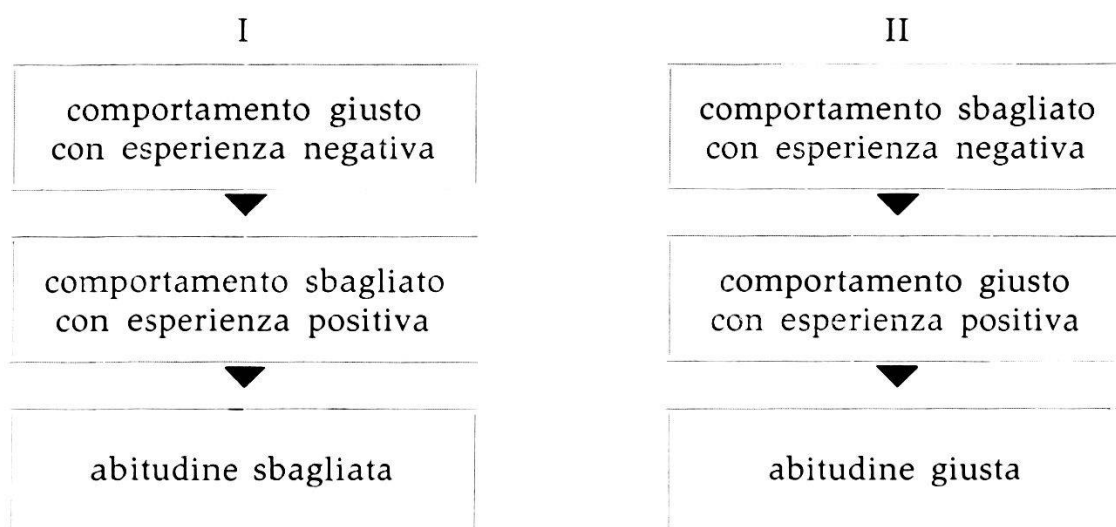 I
comportamento giusto
con esperienza negativa
comportamento sbagliato
con esperienza positiva
abitudine sbagliata
II
comportamento sbagliato
con esperienza negativa
comportamento giusto
con esperienza positiva
abitudine giusta